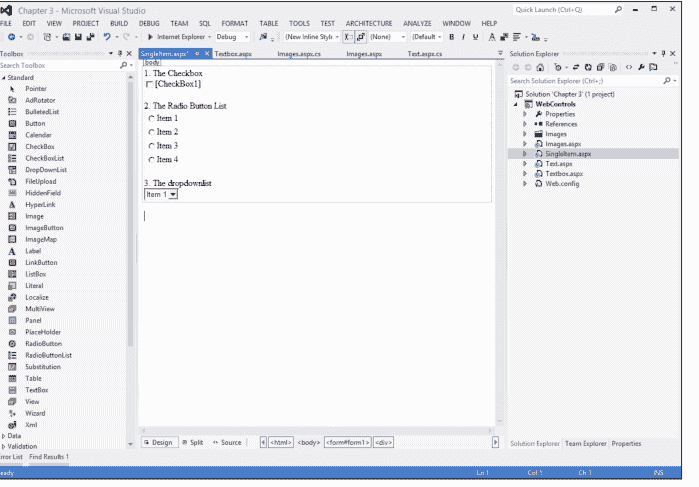 Chapter 3 - Microsoft Visual Studio
Quick Launch (Ctrl+Q)
FILE EDIT VIEW PROJECT BUILD DEBUG TEAM SQL FORMAT TABLE TOOLS TEST ARCHITECTURE ANALYZE WINDOW HELP
Internet Explorer Debug (New Inline Style (None) (Default B I U A
Toolbox
Search Toolbox
Standard
Pointer
AdRotator
BulletedList
Button
Calendar
CheckBox
CheckBoxList
DropDownList
FileUpload
HiddenField
HyperLink
Image
ImageButton
ImageMap
Label
LinkButton
ListBox
Literal
Localize
MultiView
Panel
PlaceHolder
RadioButton
RadioButtonList
Substitution
Table
TextBox
View
Wizard
Xml
Data
Validation
SingleItem.aspx* Textbox.aspx Images.aspx.cs Images.aspx Text.aspx.cs
body
1. The Checkbox
[CheckBox1]
2. The Radio Button List
Item 1
Item 2
Item 3
Item 4
3. The dropdownlist
Item 1
Design Split Source <html> <body> <form#form1> <div>
Solution Explorer
Search Solution Explorer (Ctrl+;)
Solution 'Chapter 3' (1 project)
WebControls
Properties
References
Images
Images.aspx
SingleItem.aspx
Text.aspx
Textbox.aspx
Web.config
Solution Explorer Team Explorer Properties
rror List Find Results 1
eady Ln 1 Col 1 Ch 1 INS